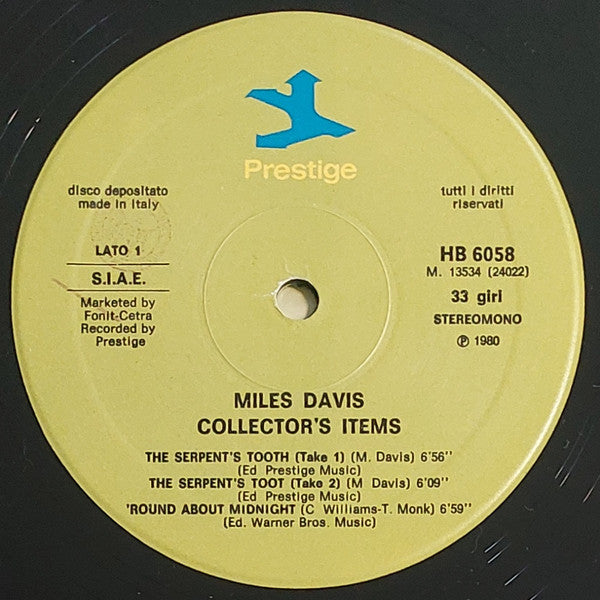 Prestige
disco depositato
made in Italy
tutti i diritti
riservati
LATO 1
S.I.A.E.
Marketed by
Fonit-Cetra
Recorded by
Prestige
HB 6058
M. 13534 (24022)
33 giri
STEREOMONO
℗ 1980
MILES DAVIS
COLLECTOR'S ITEMS
THE SERPENT'S TOOTH (Take 1) (M. Davis) 6'56''
(Ed Prestige Music)
THE SERPENT'S TOOT (Take 2) (M Davis) 6'09''
(Ed Prestige Music)
'ROUND ABOUT MIDNIGHT (C Williams-T. Monk) 6'59''
(Ed. Warner Bros. Music)